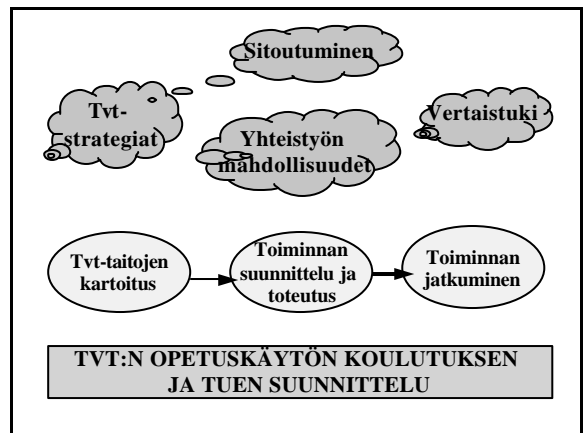 Sitoutuminen
Tvt-
strategiat
Vertaistuki
Yhteistyön
mahdollisuudet
Tvt-taitojen
kartoitus
Toiminnan
suunnittelu ja
toteutus
Toiminnan
jatkuminen
TVT:N OPETUSKÄYTÖN KOULUTUKSEN
JA TUEN SUUNNITTELU